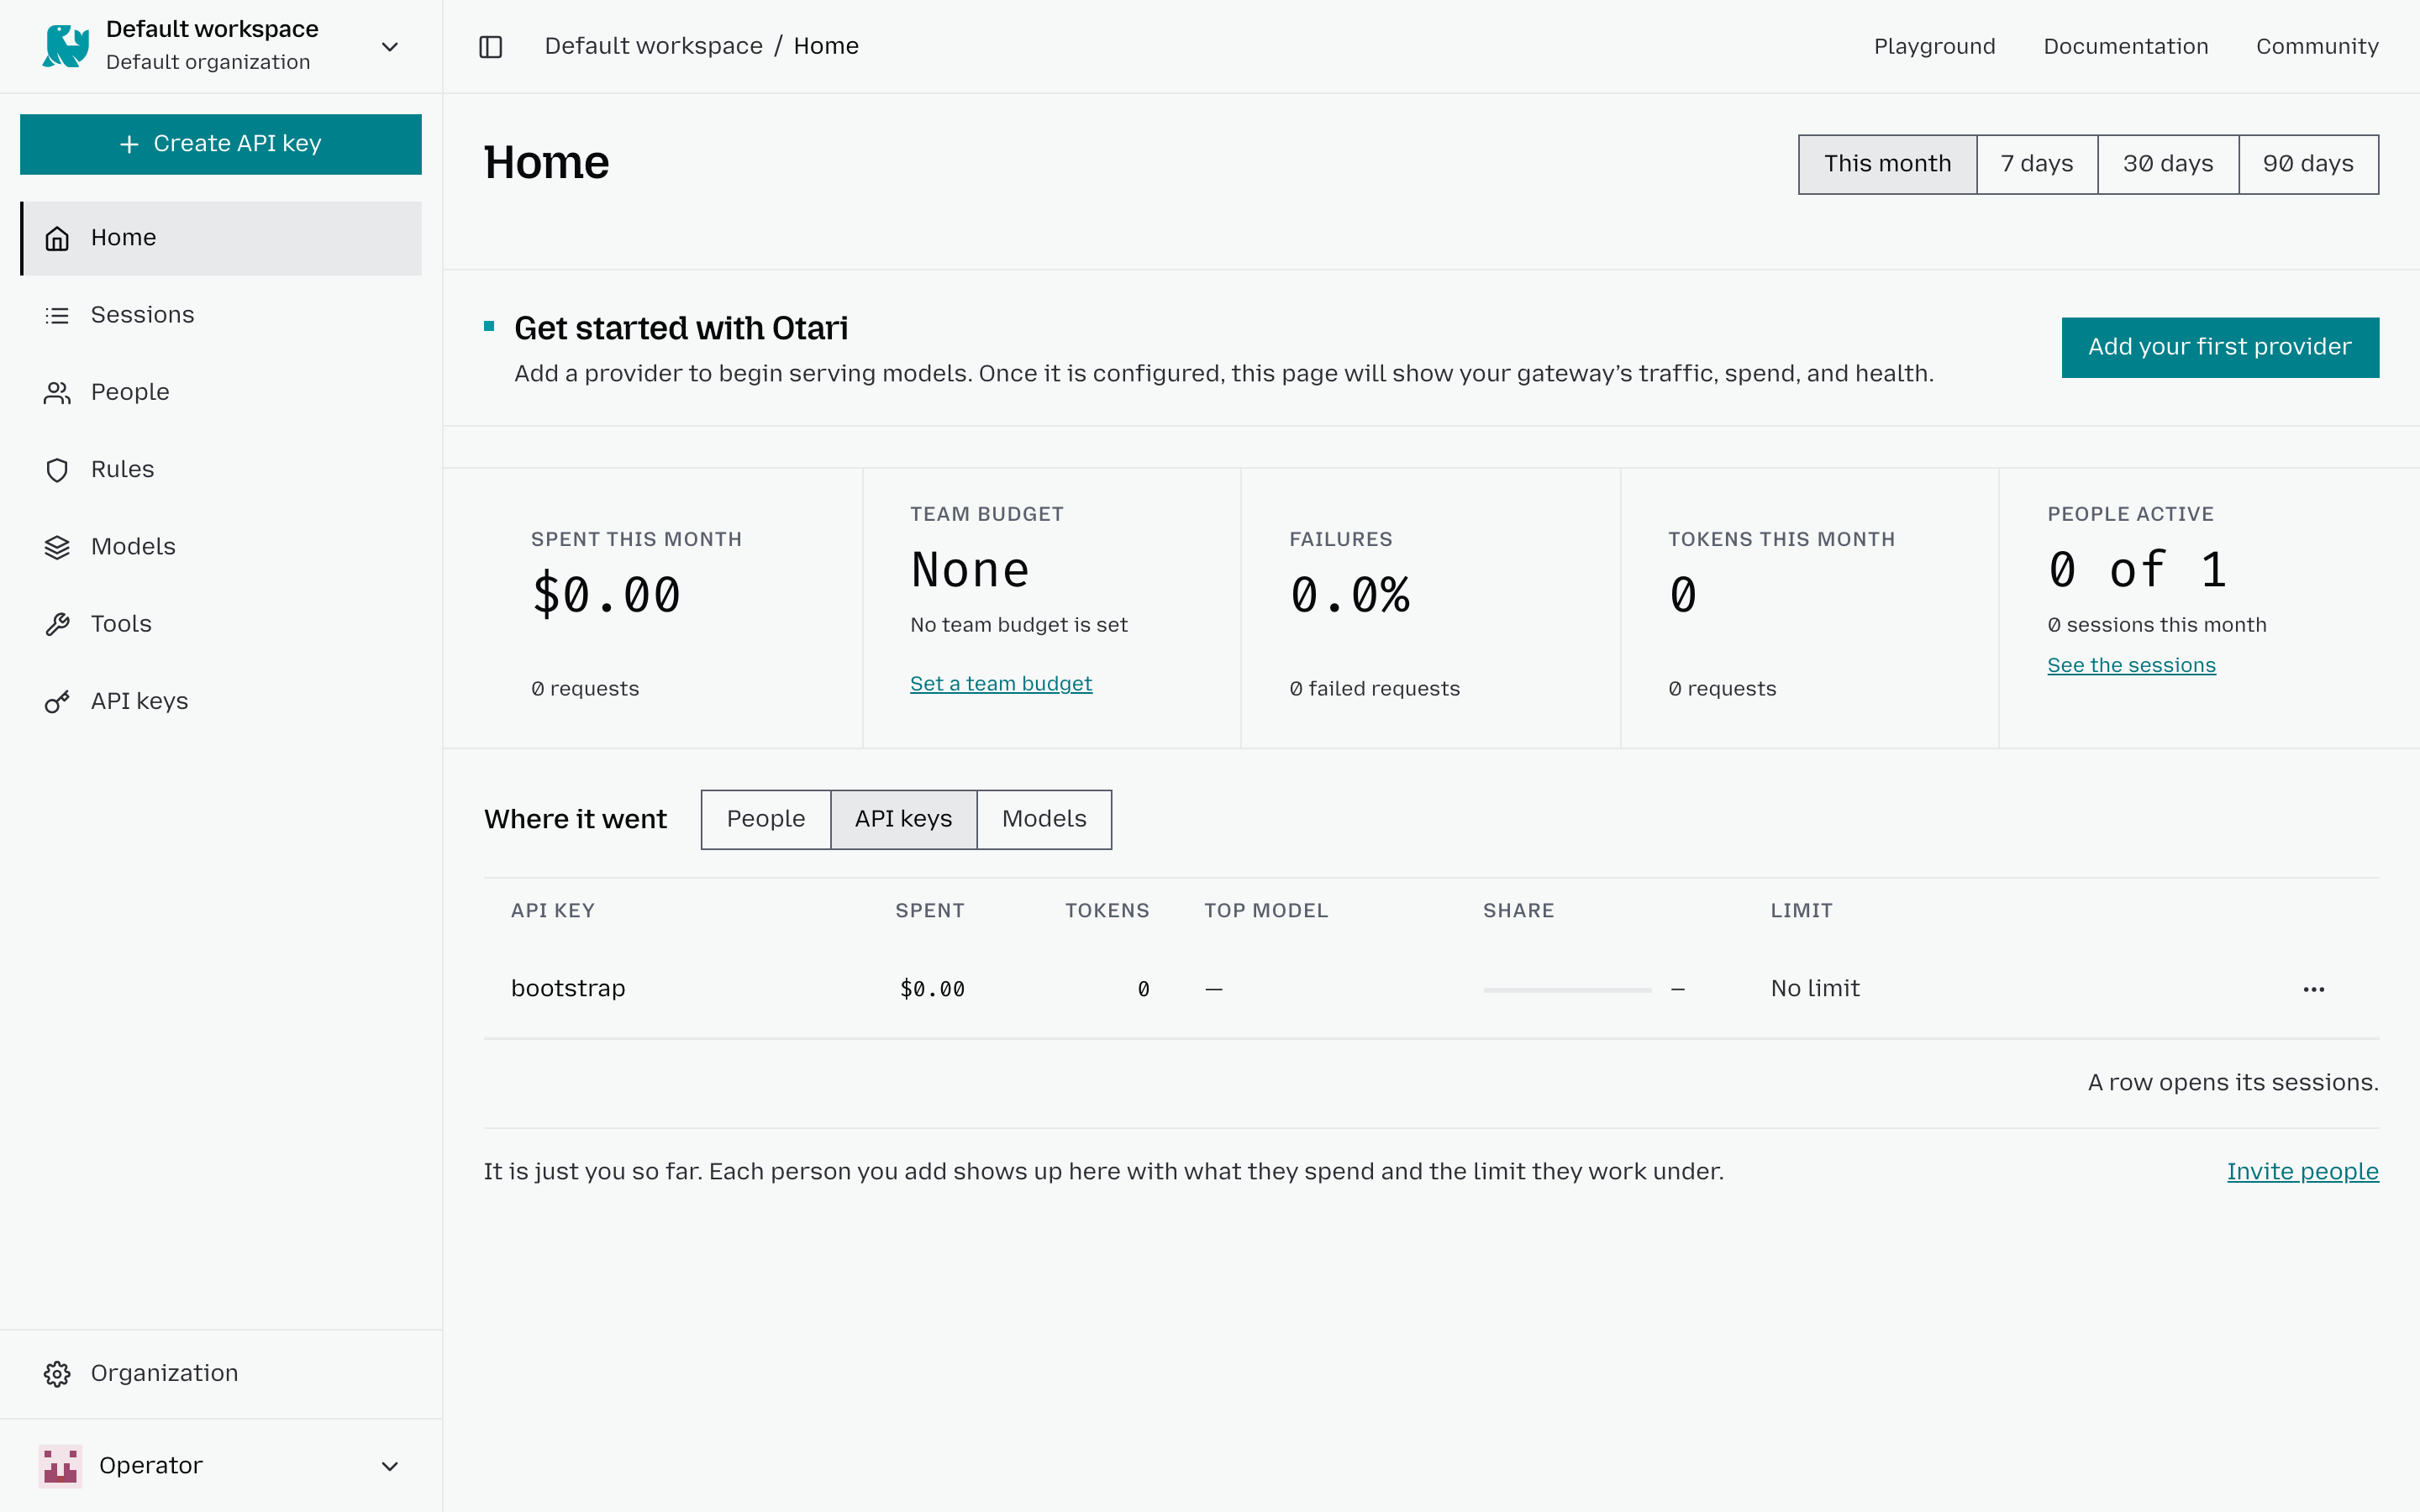 Default workspace
Default organization
Default workspace / Home
Playground
Documentation
Community
Create API key
Home
Sessions
People
Rules
Models
Tools
API keys
Organization
Operator
Home
This month
7 days
30 days
90 days
Get started with Otari
Add a provider to begin serving models. Once it is configured, this page will show your gateway’s traffic, spend, and health.
Add your first provider
SPENT THIS MONTH
$0.00
0 requests
TEAM BUDGET
None
No team budget is set
Set a team budget
FAILURES
0.0%
0 failed requests
TOKENS THIS MONTH
0
0 requests
PEOPLE ACTIVE
0 of 1
0 sessions this month
See the sessions
Where it went
People
API keys
Models
API KEY SPENT TOKENS TOP MODEL SHARE LIMIT
bootstrap $0.00 0 — – No limit
A row opens its sessions.
It is just you so far. Each person you add shows up here with what they spend and the limit they work under.
Invite people